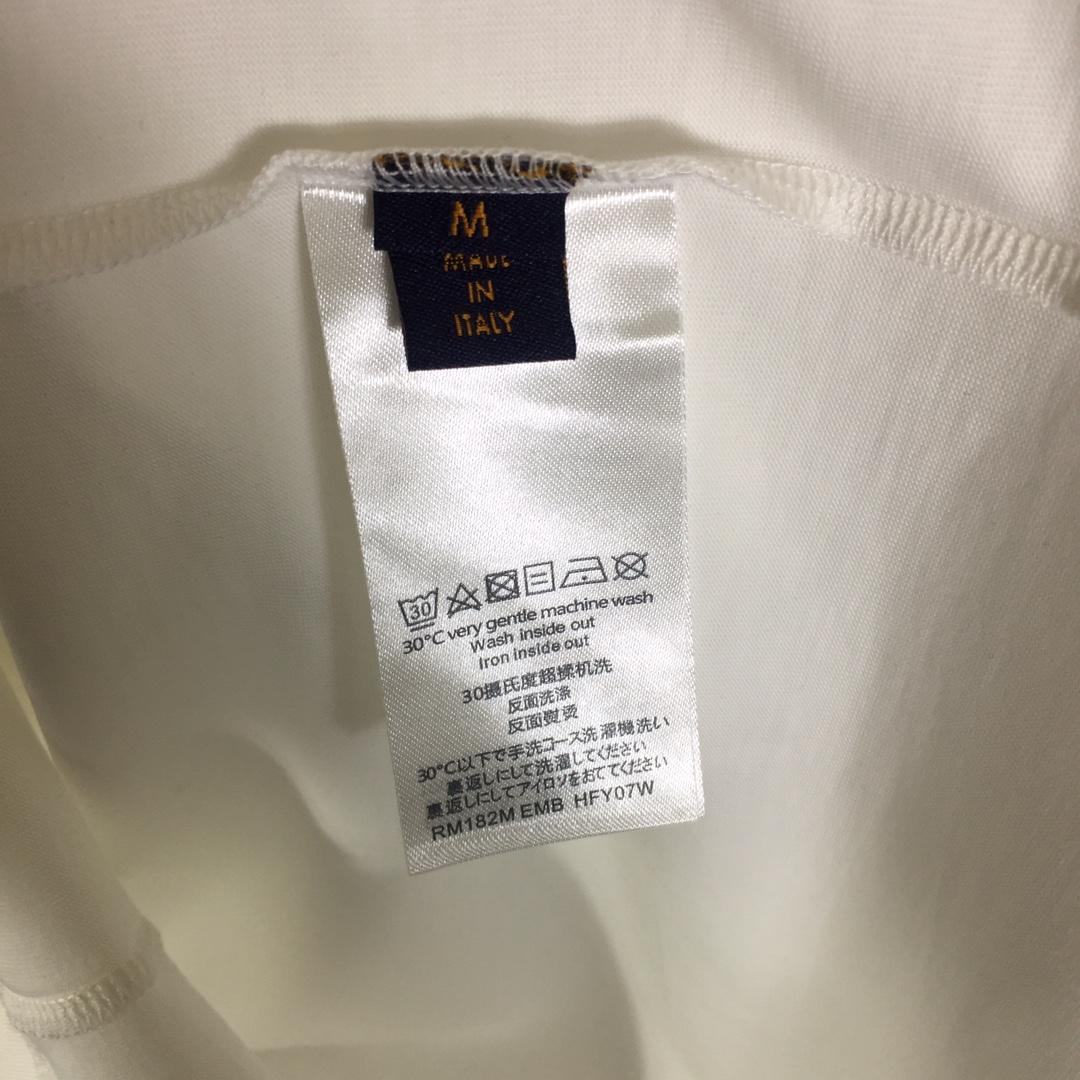 M
MADE
IN
ITALY
30
30°C very gentle machine wash
Wash inside out
Iron inside out
30摄氏度超揉机洗
反面洗涤
反面熨烫
30°C以下で手洗コース洗濯機洗い
裏返しにして洗濯してください
裏返しにしてアイロソをおててください
RM182M EMB HFY07W